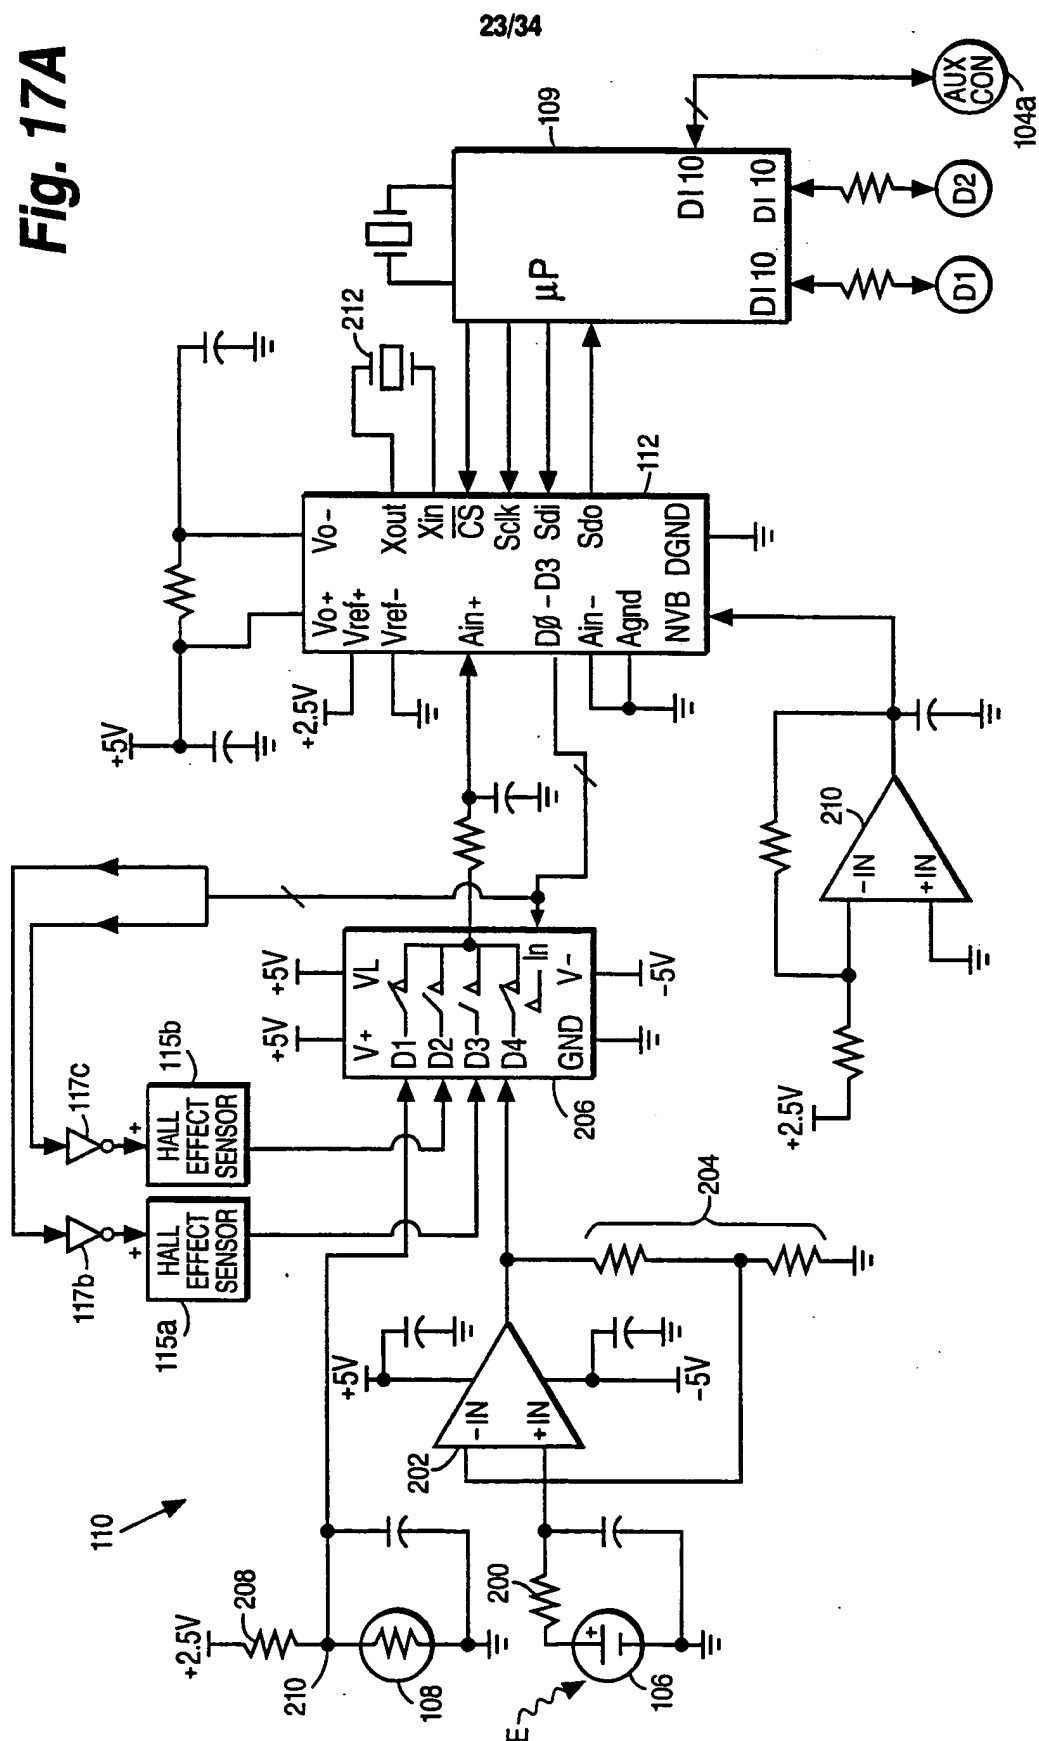 23/34
Fig. 17A
+5V
Vo+
Vo-
+2.5V
Vref+
Vref-
Xout
Xin
212
Ain+
CS
Sclk
DØ-D3
Sdi
Ain-
Sdo
Agnd
NVB
DGND
112
109
µP
DI 10
DI 10
DI 10
AUX
CON
104a
D1
D2
117b
117c
+
+
115a
HALL
EFFECT
SENSOR
115b
HALL
EFFECT
SENSOR
+5V
+5V
V+
VL
D1
D2
D3
D4
In
GND
V-
-5V
206
110
+2.5V
208
210
108
E
106
+
200
202
-IN
+IN
+5V
-5V
204
+2.5V
210
-IN
+IN